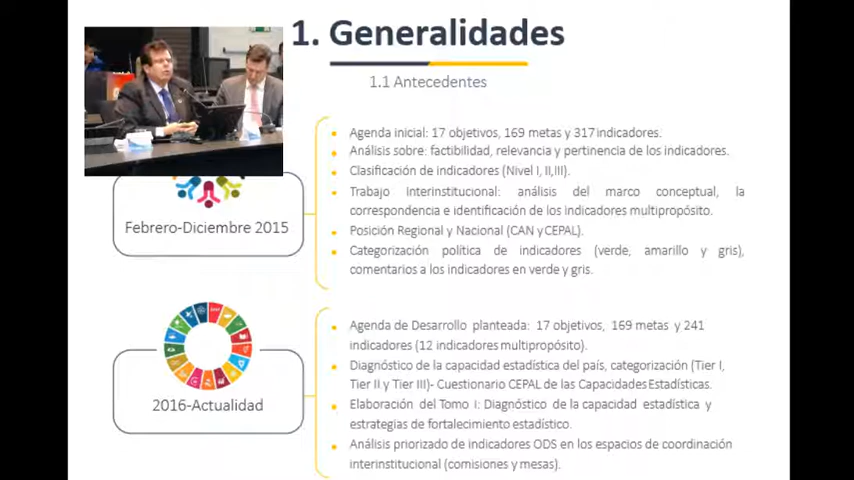 1. Generalidades
1.1 Antecedentes
Febrero-Diciembre 2015
Agenda inicial: 17 objetivos, 169 metas y 317 indicadores.
Análisis sobre: factibilidad, relevancia y pertinencia de los indicadores.
Clasificación de indicadores (Nivel I, II,III).
Trabajo Interinstitucional: análisis del marco conceptual, la
correspondencia e identificación de los indicadores multipropósito.
Posición Regional y Nacional (CAN y CEPAL).
Categorización política de indicadores (verde, amarillo y gris),
comentarios a los indicadores en verde y gris.
2016-Actualidad
Agenda de Desarrollo planteada: 17 objetivos, 169 metas y 241
indicadores (12 indicadores multipropósito).
Diagnóstico de la capacidad estadística del país, categorización (Tier I,
Tier II y Tier III)- Cuestionario CEPAL de las Capacidades Estadísticas.
Elaboración del Tomo I: Diagnóstico de la capacidad estadística y
estrategias de fortalecimiento estadístico.
Análisis priorizado de indicadores ODS en los espacios de coordinación
interinstitucional (comisiones y mesas).